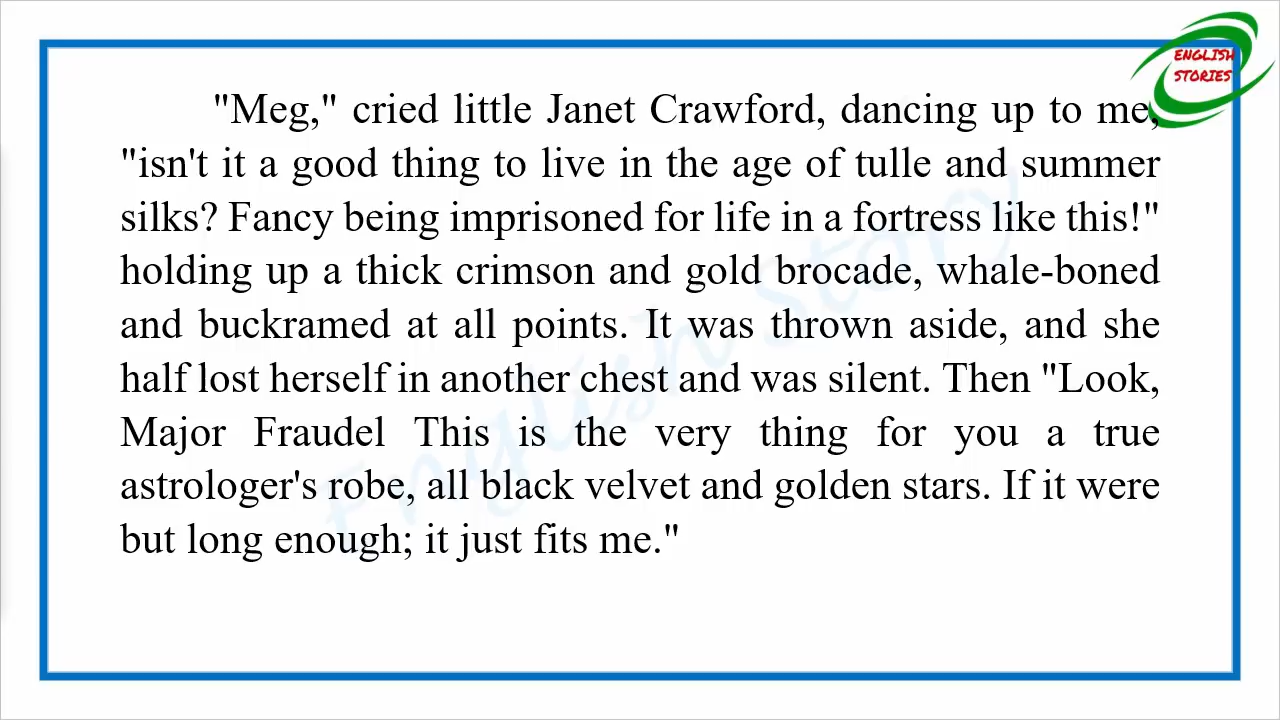 ENGLISH
STORIES
"Meg," cried little Janet Crawford, dancing up to me,
"isn't it a good thing to live in the age of tulle and summer
silks? Fancy being imprisoned for life in a fortress like this!"
holding up a thick crimson and gold brocade, whale-boned
and buckramed at all points. It was thrown aside, and she
half lost herself in another chest and was silent. Then "Look,
Major Fraudel This is the very thing for you a true
astrologer's robe, all black velvet and golden stars. If it were
but long enough; it just fits me."
English Story